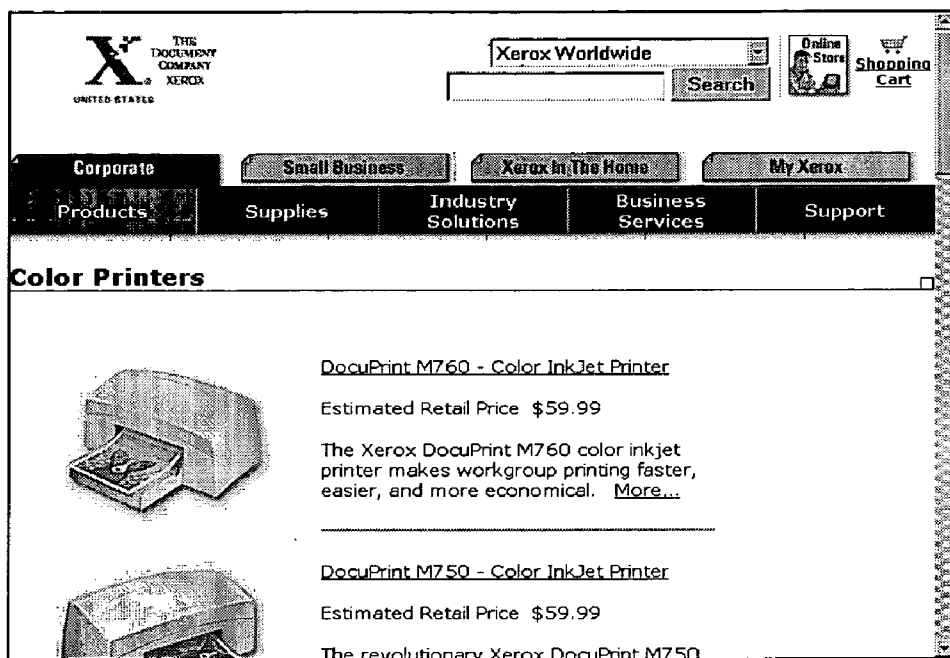 THE
DOCUMENT
COMPANY
XEROX
UNITED STATES
Xerox Worldwide
Search
Online
Store
Shopping
Cart
Corporate
Small Business
Xerox In The Home
My Xerox
Products
Supplies
Industry
Solutions
Business
Services
Support
Color Printers
DocuPrint M760 - Color InkJet Printer
Estimated Retail Price $59.99
The Xerox DocuPrint M760 color inkjet
printer makes workgroup printing faster,
easier, and more economical. More...
DocuPrint M750 - Color InkJet Printer
Estimated Retail Price $59.99
The revolutionary Xerox DocuPrint M750